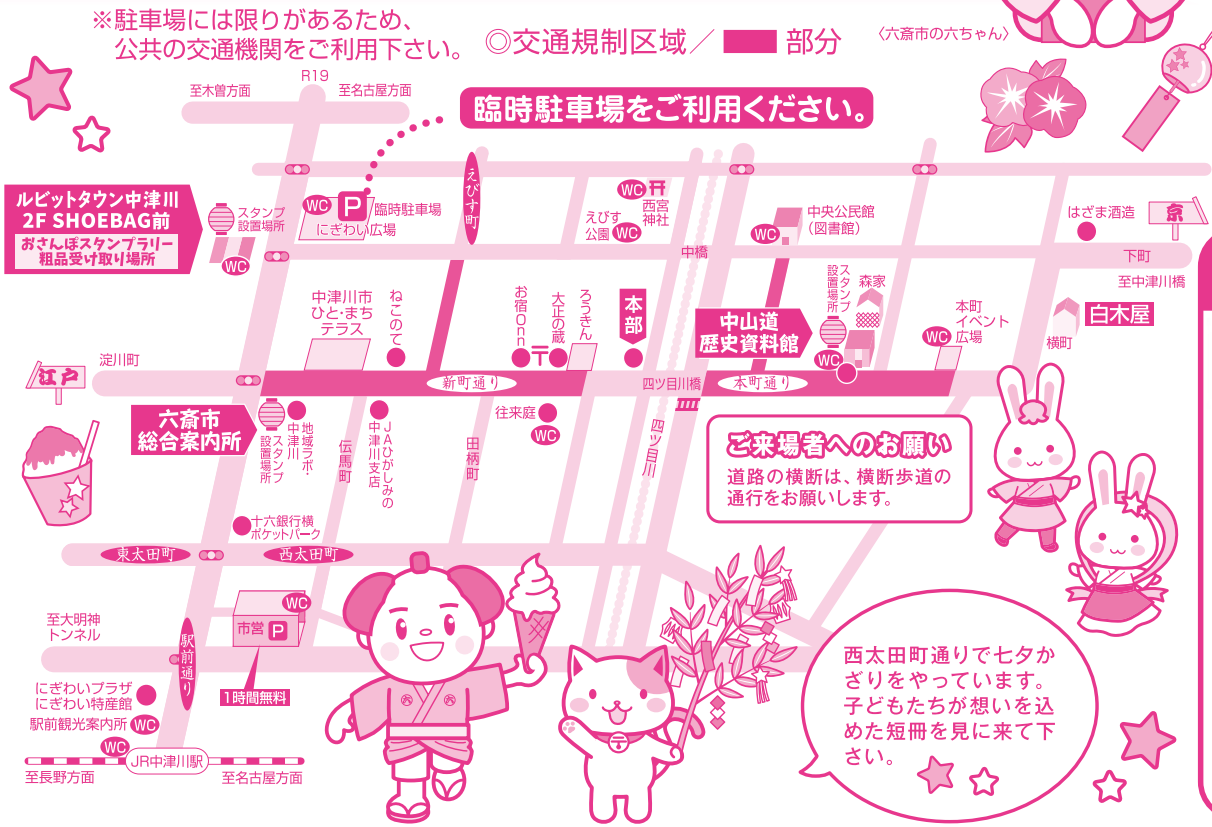 ※駐車場には限りがあるため、
公共の交通機関をご利用下さい。
◎交通規制区域／　　部分
〈六斎市の六ちゃん〉
R19
至木曽方面
至名古屋方面
臨時駐車場をご利用ください。
ルビットタウン中津川
2F SHOEBAG前
おさんぽスタンプラリー
粗品受け取り場所
スタンプ
設置場所
WC
WC
P
臨時駐車場
にぎわい広場
えびす町
WC
西宮
神社
えびす
公園
WC
中橋
中央公民館
（図書館）
WC
はざま酒造
京
下町
至中津川橋
中津川市
ひと・まち
テラス
ねこのて
お宿Onn
〒
大正の蔵
ろうきん
本部
中山道
歴史資料館
スタンプ
設置場所
森家
WC
本町
イベント
広場
WC
白木屋
横町
淀川町
江戸
新町通り
四ツ目川橋
本町通り
六斎市
総合案内所
スタンプ
設置場所
地域ラボ・
中津川
伝馬町
JAひがしみの
中津川支店
田柄町
往来庭
WC
四ツ目川
ご来場者へのお願い
道路の横断は、横断歩道の
通行をお願いします。
十六銀行横
ポケットパーク
東太田町
西太田町
至大明神
トンネル
市営
P
WC
1時間無料
駅前通り
にぎわいプラザ
にぎわい特産館
駅前観光案内所
WC
WC
JR中津川駅
至長野方面
至名古屋方面
西太田町通りで七夕か
ざりをやっています。
子どもたちが想いを込
めた短冊を見に来て下
さい。